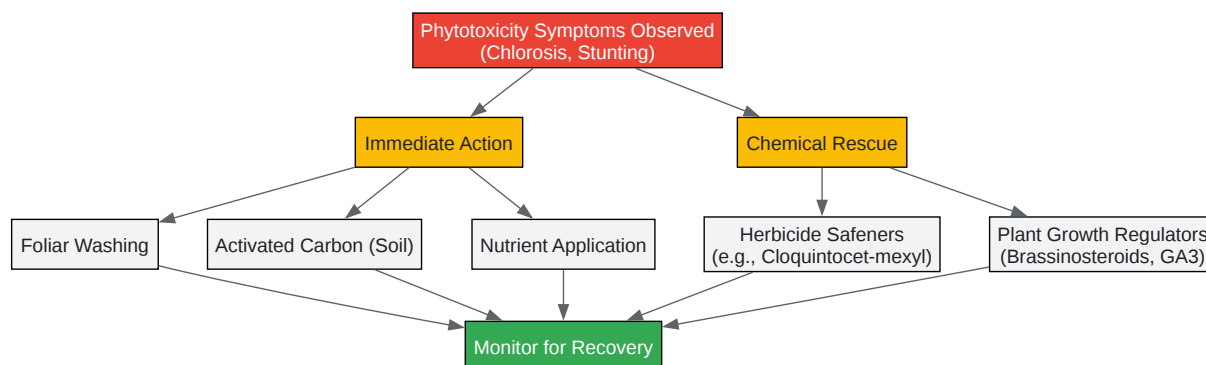 Phytotoxicity Symptoms Observed
(Chlorosis, Stunting)
Immediate Action
Chemical Rescue
Foliar Washing
Activated Carbon (Soil)
Nutrient Application
Herbicide Safeners
(e.g., Cloquintocet-mexyl)
Plant Growth Regulators
(Brassinosteroids, GA3)
Monitor for Recovery